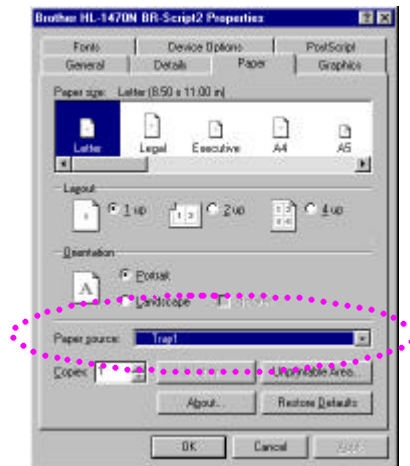 Brother HL-1470N BR-Script2 Properties
Fonts Device Options PostScript
General Details Paper Graphics
Paper size: Letter (8.50 x 11.00 in)
Letter Legal Executive A4 A5
Layout
1 up 2 up 4 up
Orientation
Portrait
Landscape
Paper source: Tray1
Copies: 1 Unprintable Area...
About... Restore Defaults
OK Cancel Apply